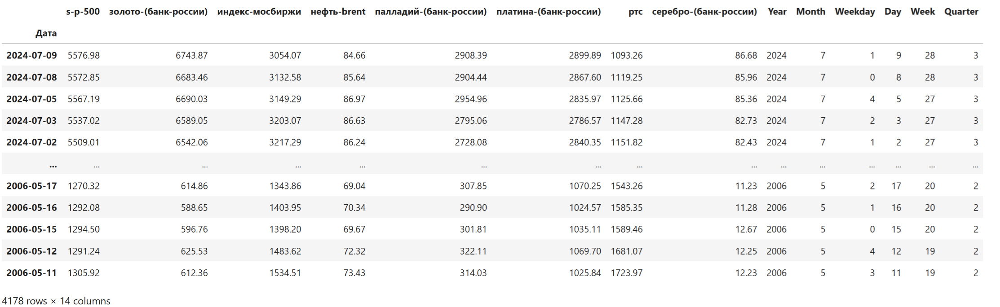 s-p-500 золото-(банк-россии) индекс-мосбиржи нефть-brent палладий-(банк-россии) платина-(банк-россии) ртс серебро-(банк-россии) Year Month Weekday Day Week Quarter
Дата
2024-07-09 5576.98 6743.87 3054.07 84.66 2908.39 2899.89 1093.26 86.68 2024 7 1 9 28 3
2024-07-08 5572.85 6683.46 3132.58 85.64 2904.44 2867.60 1119.25 85.96 2024 7 0 8 28 3
2024-07-05 5567.19 6690.03 3149.29 86.97 2954.96 2835.97 1125.66 85.36 2024 7 4 5 27 3
2024-07-03 5537.02 6589.05 3203.07 86.63 2795.06 2786.57 1147.28 82.73 2024 7 2 3 27 3
2024-07-02 5509.01 6542.06 3217.29 86.24 2728.08 2840.35 1151.82 82.43 2024 7 1 2 27 3
... ... ... ... ... ... ... ... ... ... ... ... ... ... ...
2006-05-17 1270.32 614.86 1343.86 69.04 307.85 1070.25 1543.26 11.23 2006 5 2 17 20 2
2006-05-16 1292.08 588.65 1403.95 70.34 290.90 1024.57 1585.35 11.28 2006 5 1 16 20 2
2006-05-15 1294.50 596.76 1398.20 69.67 301.81 1035.11 1589.46 12.67 2006 5 0 15 20 2
2006-05-12 1291.24 625.53 1483.62 72.32 322.11 1069.70 1681.07 12.25 2006 5 4 12 19 2
2006-05-11 1305.92 612.36 1534.51 73.43 314.03 1025.84 1723.97 12.23 2006 5 3 11 19 2
4178 rows × 14 columns